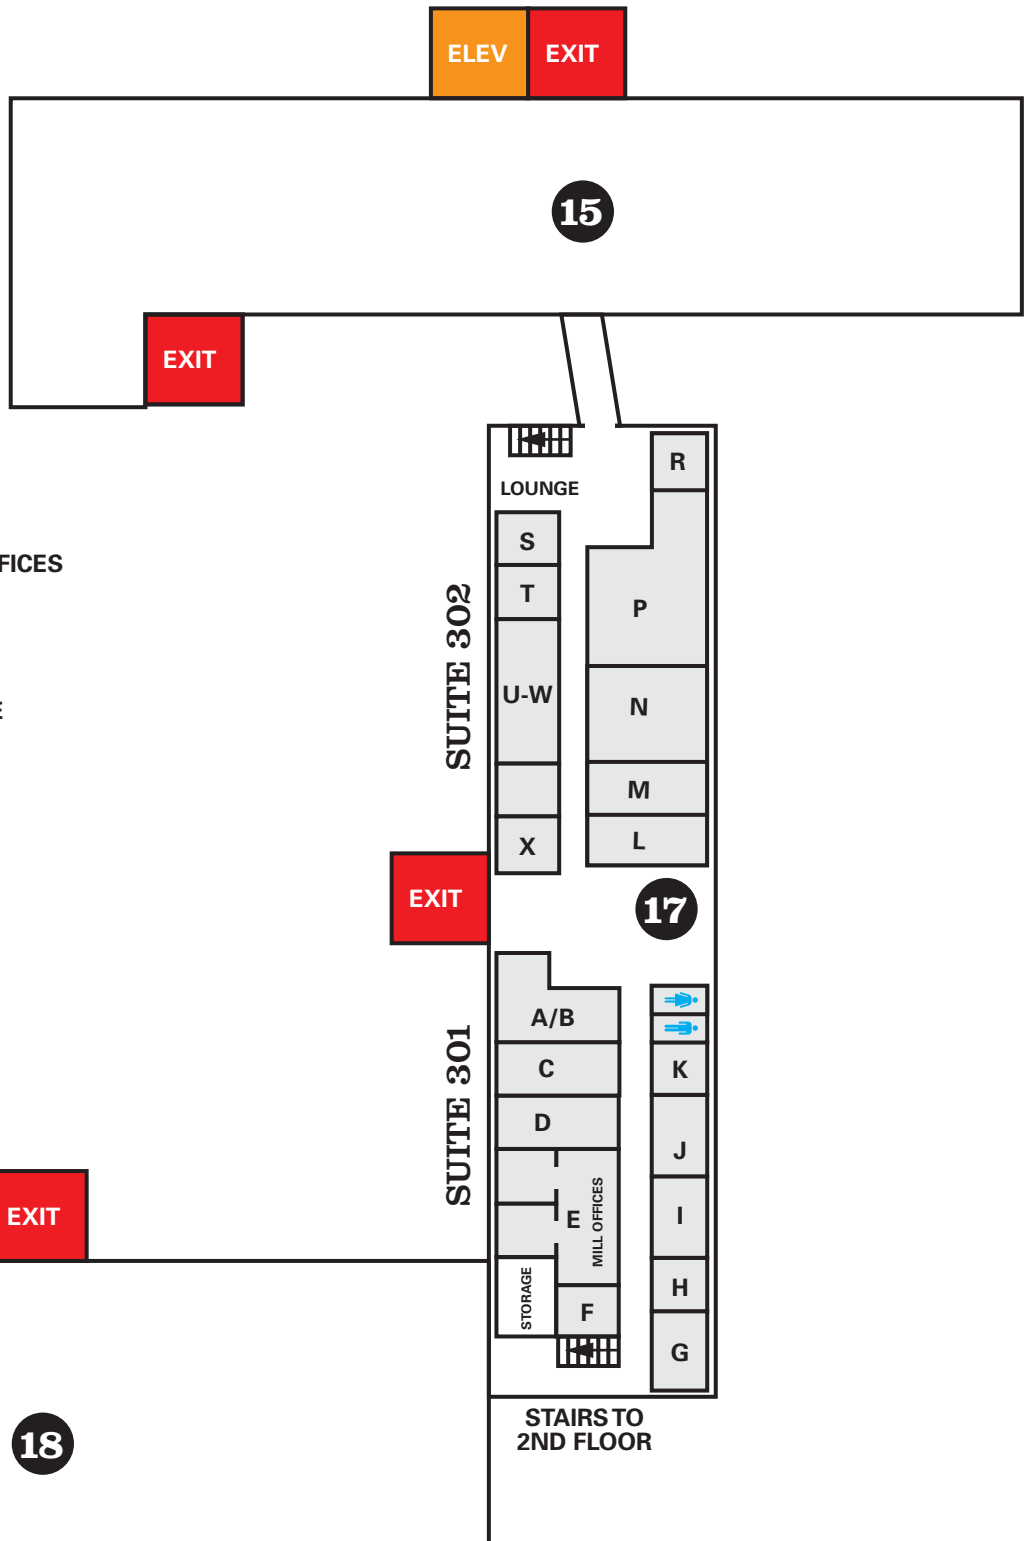 ELEV
EXIT
15
EXIT
R
LOUNGE
S
FICES
T
P
SUITE 302
U-W
N
E
M
L
X
EXIT
17
A/B
SUITE 301
C
K
D
J
E
MILL OFFICES
I
EXIT
STORAGE
H
F
G
STAIRS TO
2ND FLOOR
18